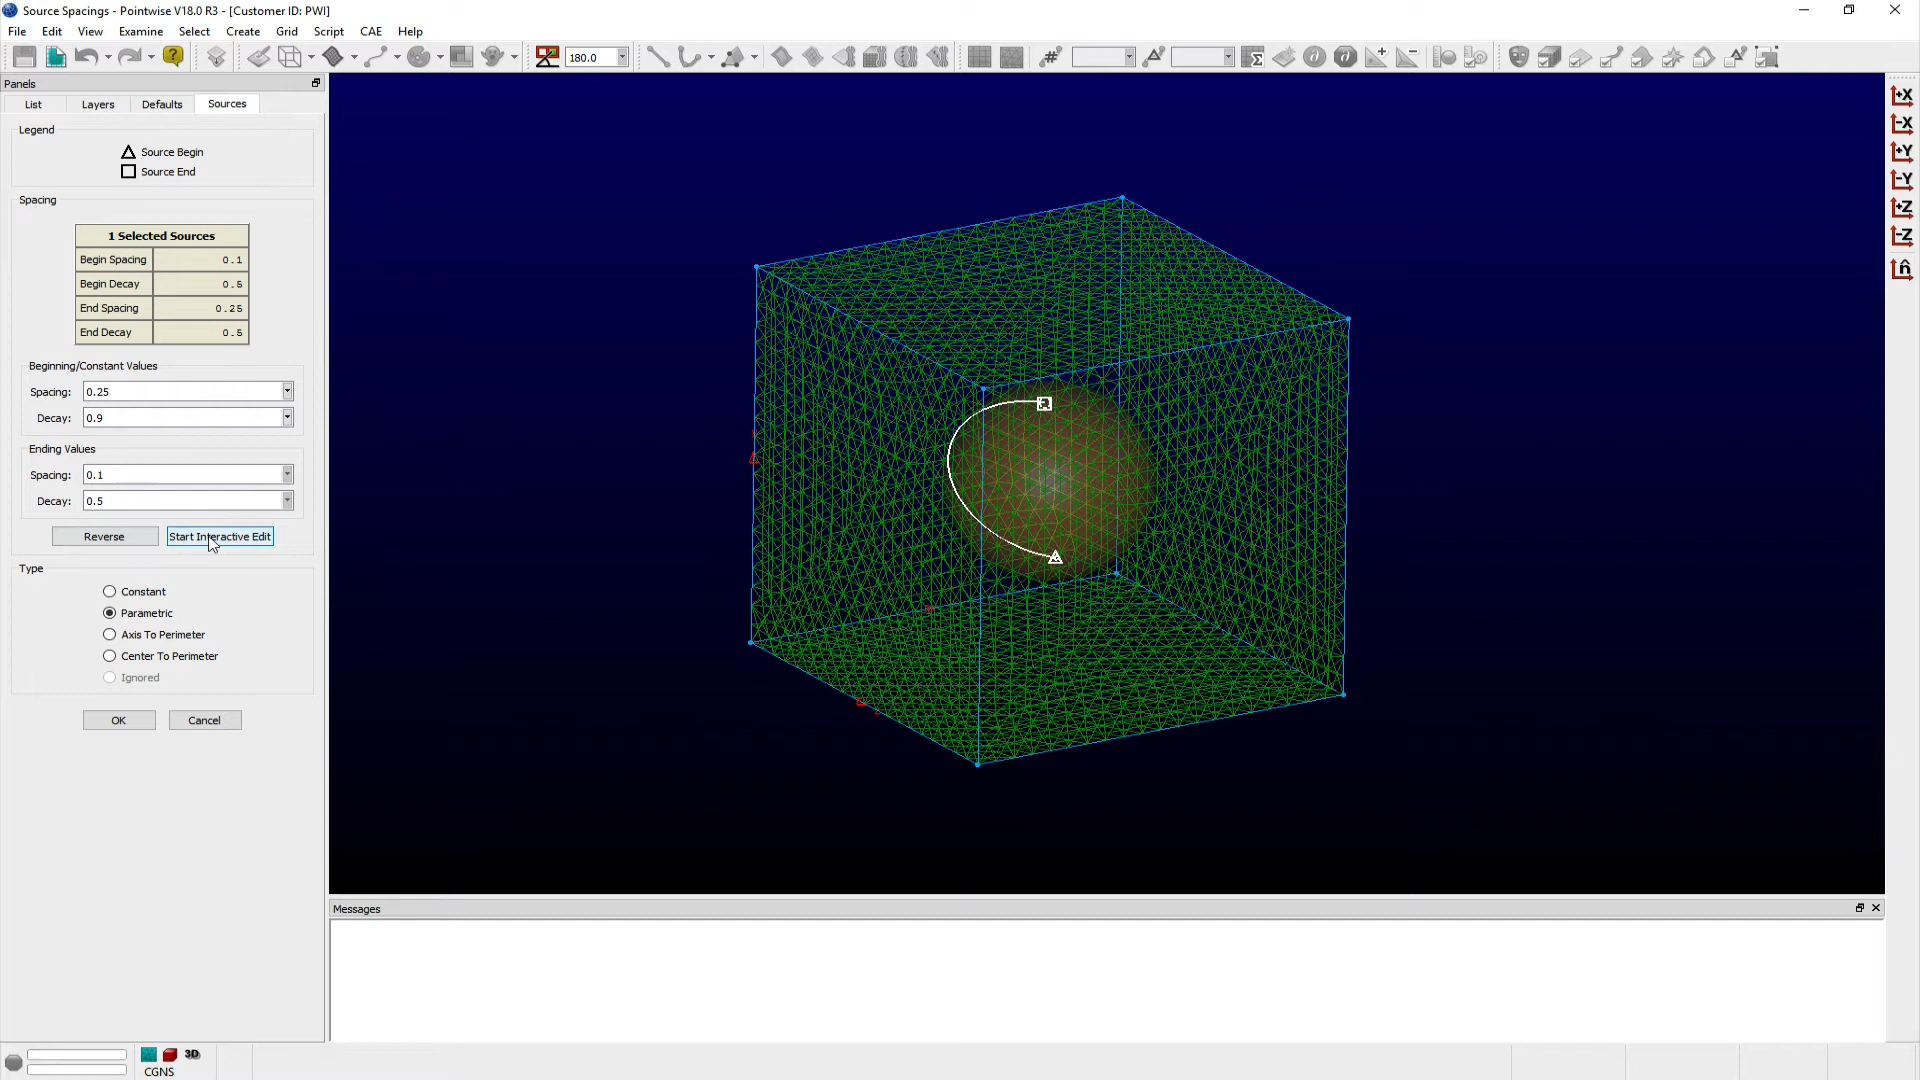 Source Spacings - Pointwise V18.0 R3 - [Customer ID: PWI]
File Edit View Examine Select Create Grid Script CAE Help
180.0
Panels
List Layers Defaults Sources
Legend
Source Begin
Source End
Spacing
1 Selected Sources
Begin Spacing 0.1
Begin Decay 0.5
End Spacing 0.25
End Decay 0.5
Beginning/Constant Values
Spacing: 0.25
Decay: 0.9
Ending Values
Spacing: 0.1
Decay: 0.5
Reverse Start Interactive Edit
Type
Constant
Parametric
Axis To Perimeter
Center To Perimeter
Ignored
OK Cancel
+X
-X
+Y
-Y
+Z
-Z
n̂
Messages
3D
CGNS